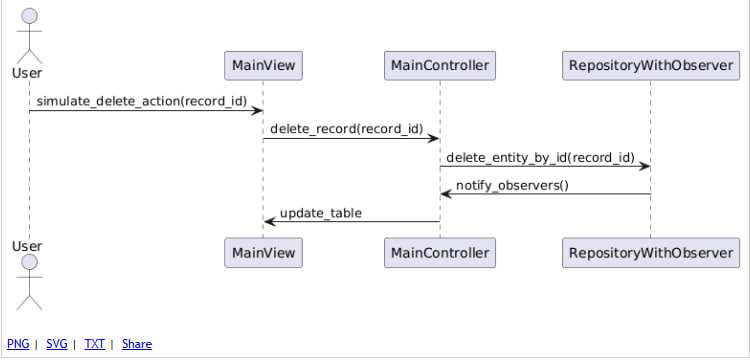 User
MainView
MainController
RepositoryWithObserver
simulate_delete_action(record_id)
delete_record(record_id)
delete_entity_by_id(record_id)
notify_observers()
update_table
User
MainView
MainController
RepositoryWithObserver
PNG | SVG | TXT | Share